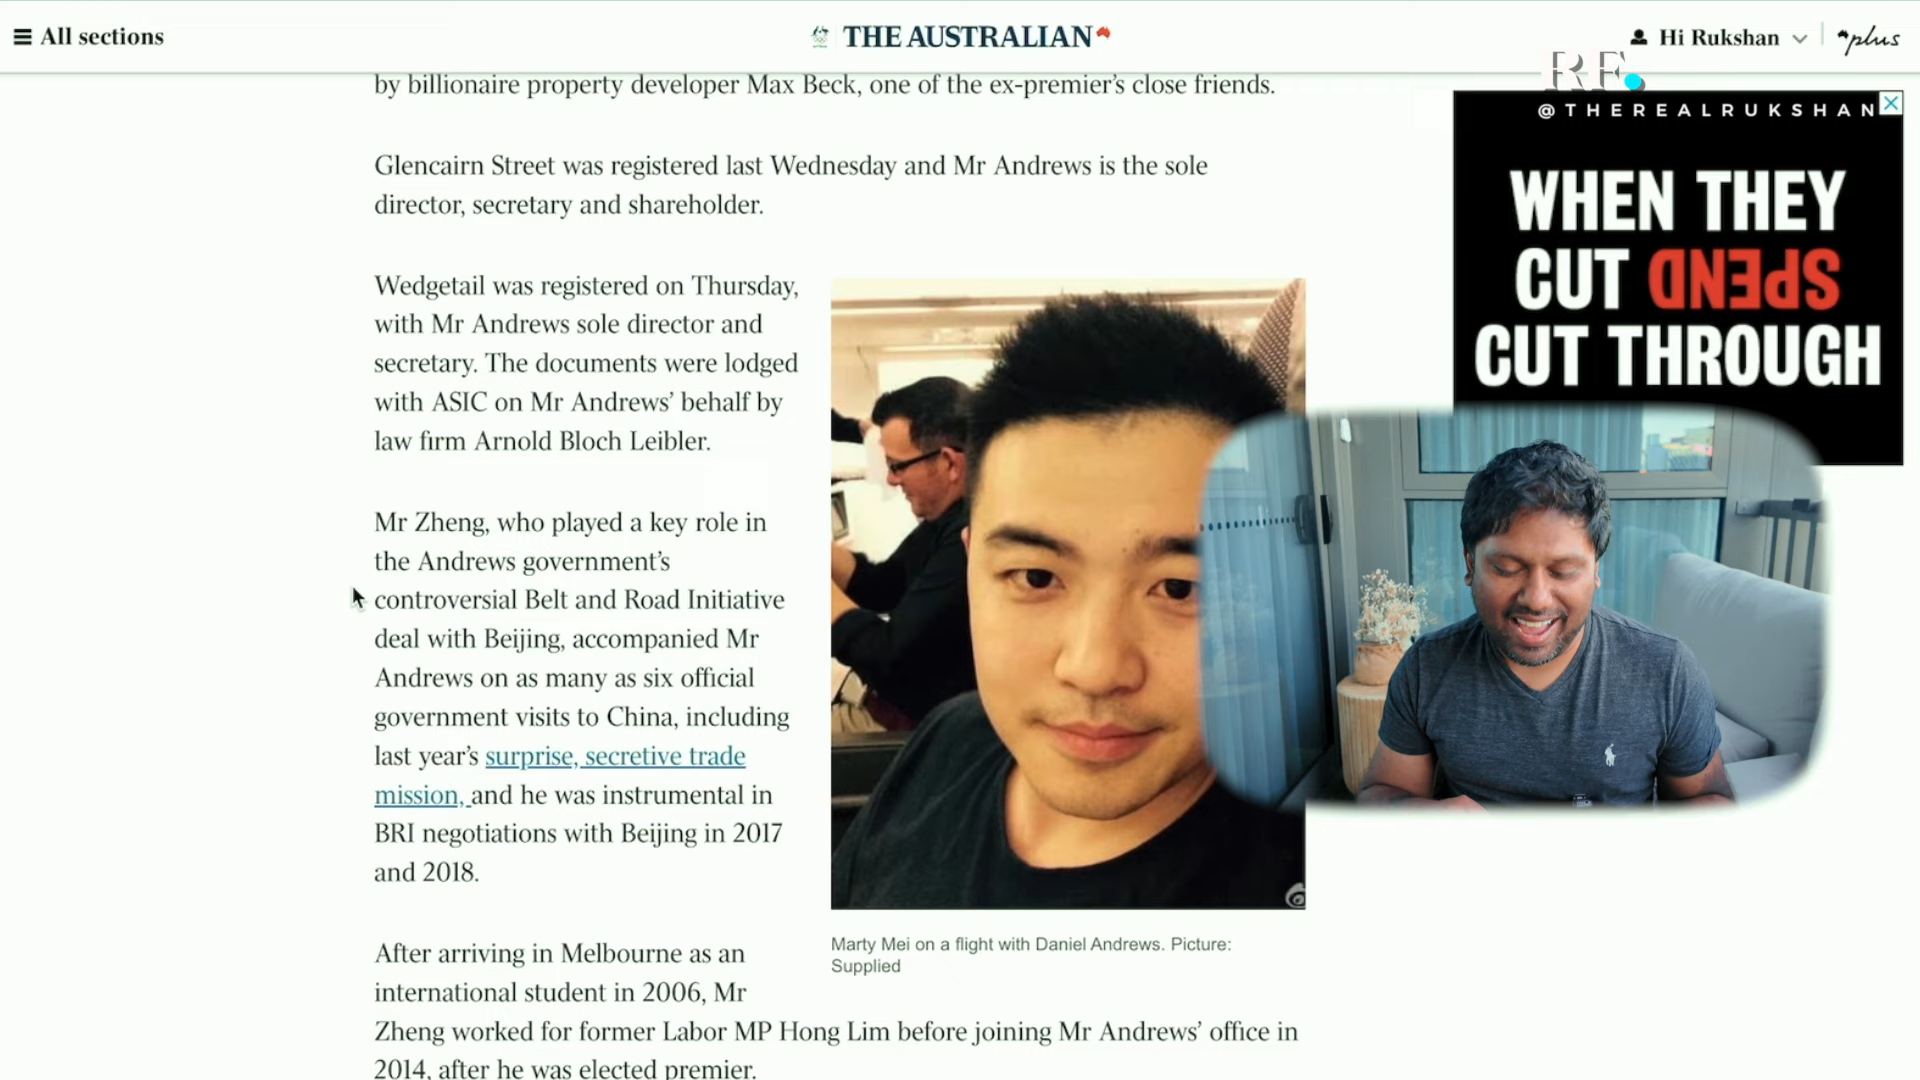 All sections
THE AUSTRALIAN
Hi Rukshan
plus
RF
@THEREALRUKSHAN
by billionaire property developer Max Beck, one of the ex-premier's close friends.
Glencairn Street was registered last Wednesday and Mr Andrews is the sole
director, secretary and shareholder.
Wedgetail was registered on Thursday,
with Mr Andrews sole director and
secretary. The documents were lodged
with ASIC on Mr Andrews' behalf by
law firm Arnold Bloch Leibler.
Mr Zheng, who played a key role in
the Andrews government's
controversial Belt and Road Initiative
deal with Beijing, accompanied Mr
Andrews on as many as six official
government visits to China, including
last year's surprise, secretive trade
mission, and he was instrumental in
BRI negotiations with Beijing in 2017
and 2018.
After arriving in Melbourne as an
international student in 2006, Mr
Zheng worked for former Labor MP Hong Lim before joining Mr Andrews' office in
2014, after he was elected premier.
Marty Mei on a flight with Daniel Andrews. Picture:
Supplied
WHEN THEY
CUT SPEND
CUT THROUGH